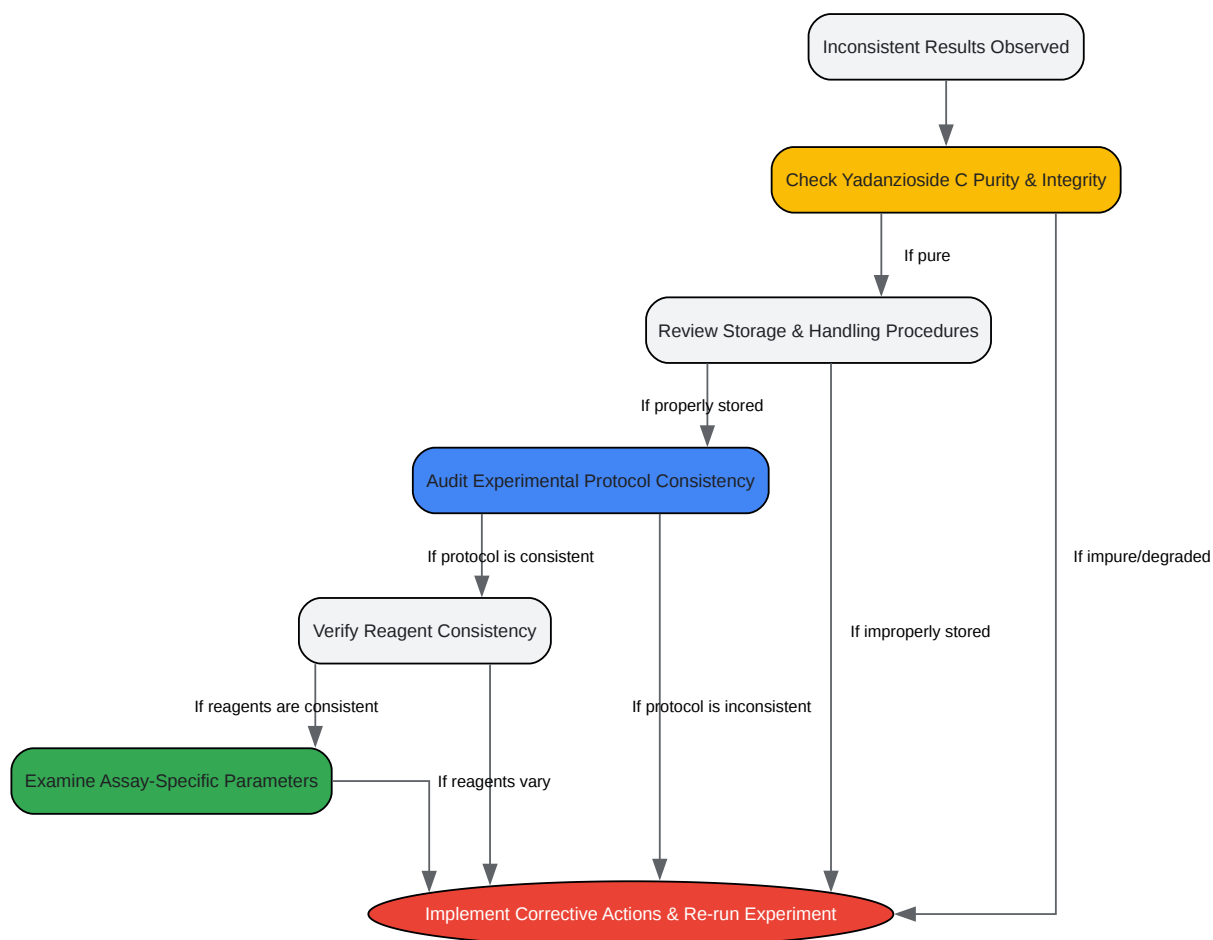 Inconsistent Results Observed
Check Yadanzioside C Purity & Integrity
If pure
Review Storage & Handling Procedures
If properly stored
Audit Experimental Protocol Consistency
If protocol is consistent
If impure/degraded
Verify Reagent Consistency
If improperly stored
If reagents are consistent
If protocol is inconsistent
Examine Assay-Specific Parameters
If reagents vary
Implement Corrective Actions & Re-run Experiment